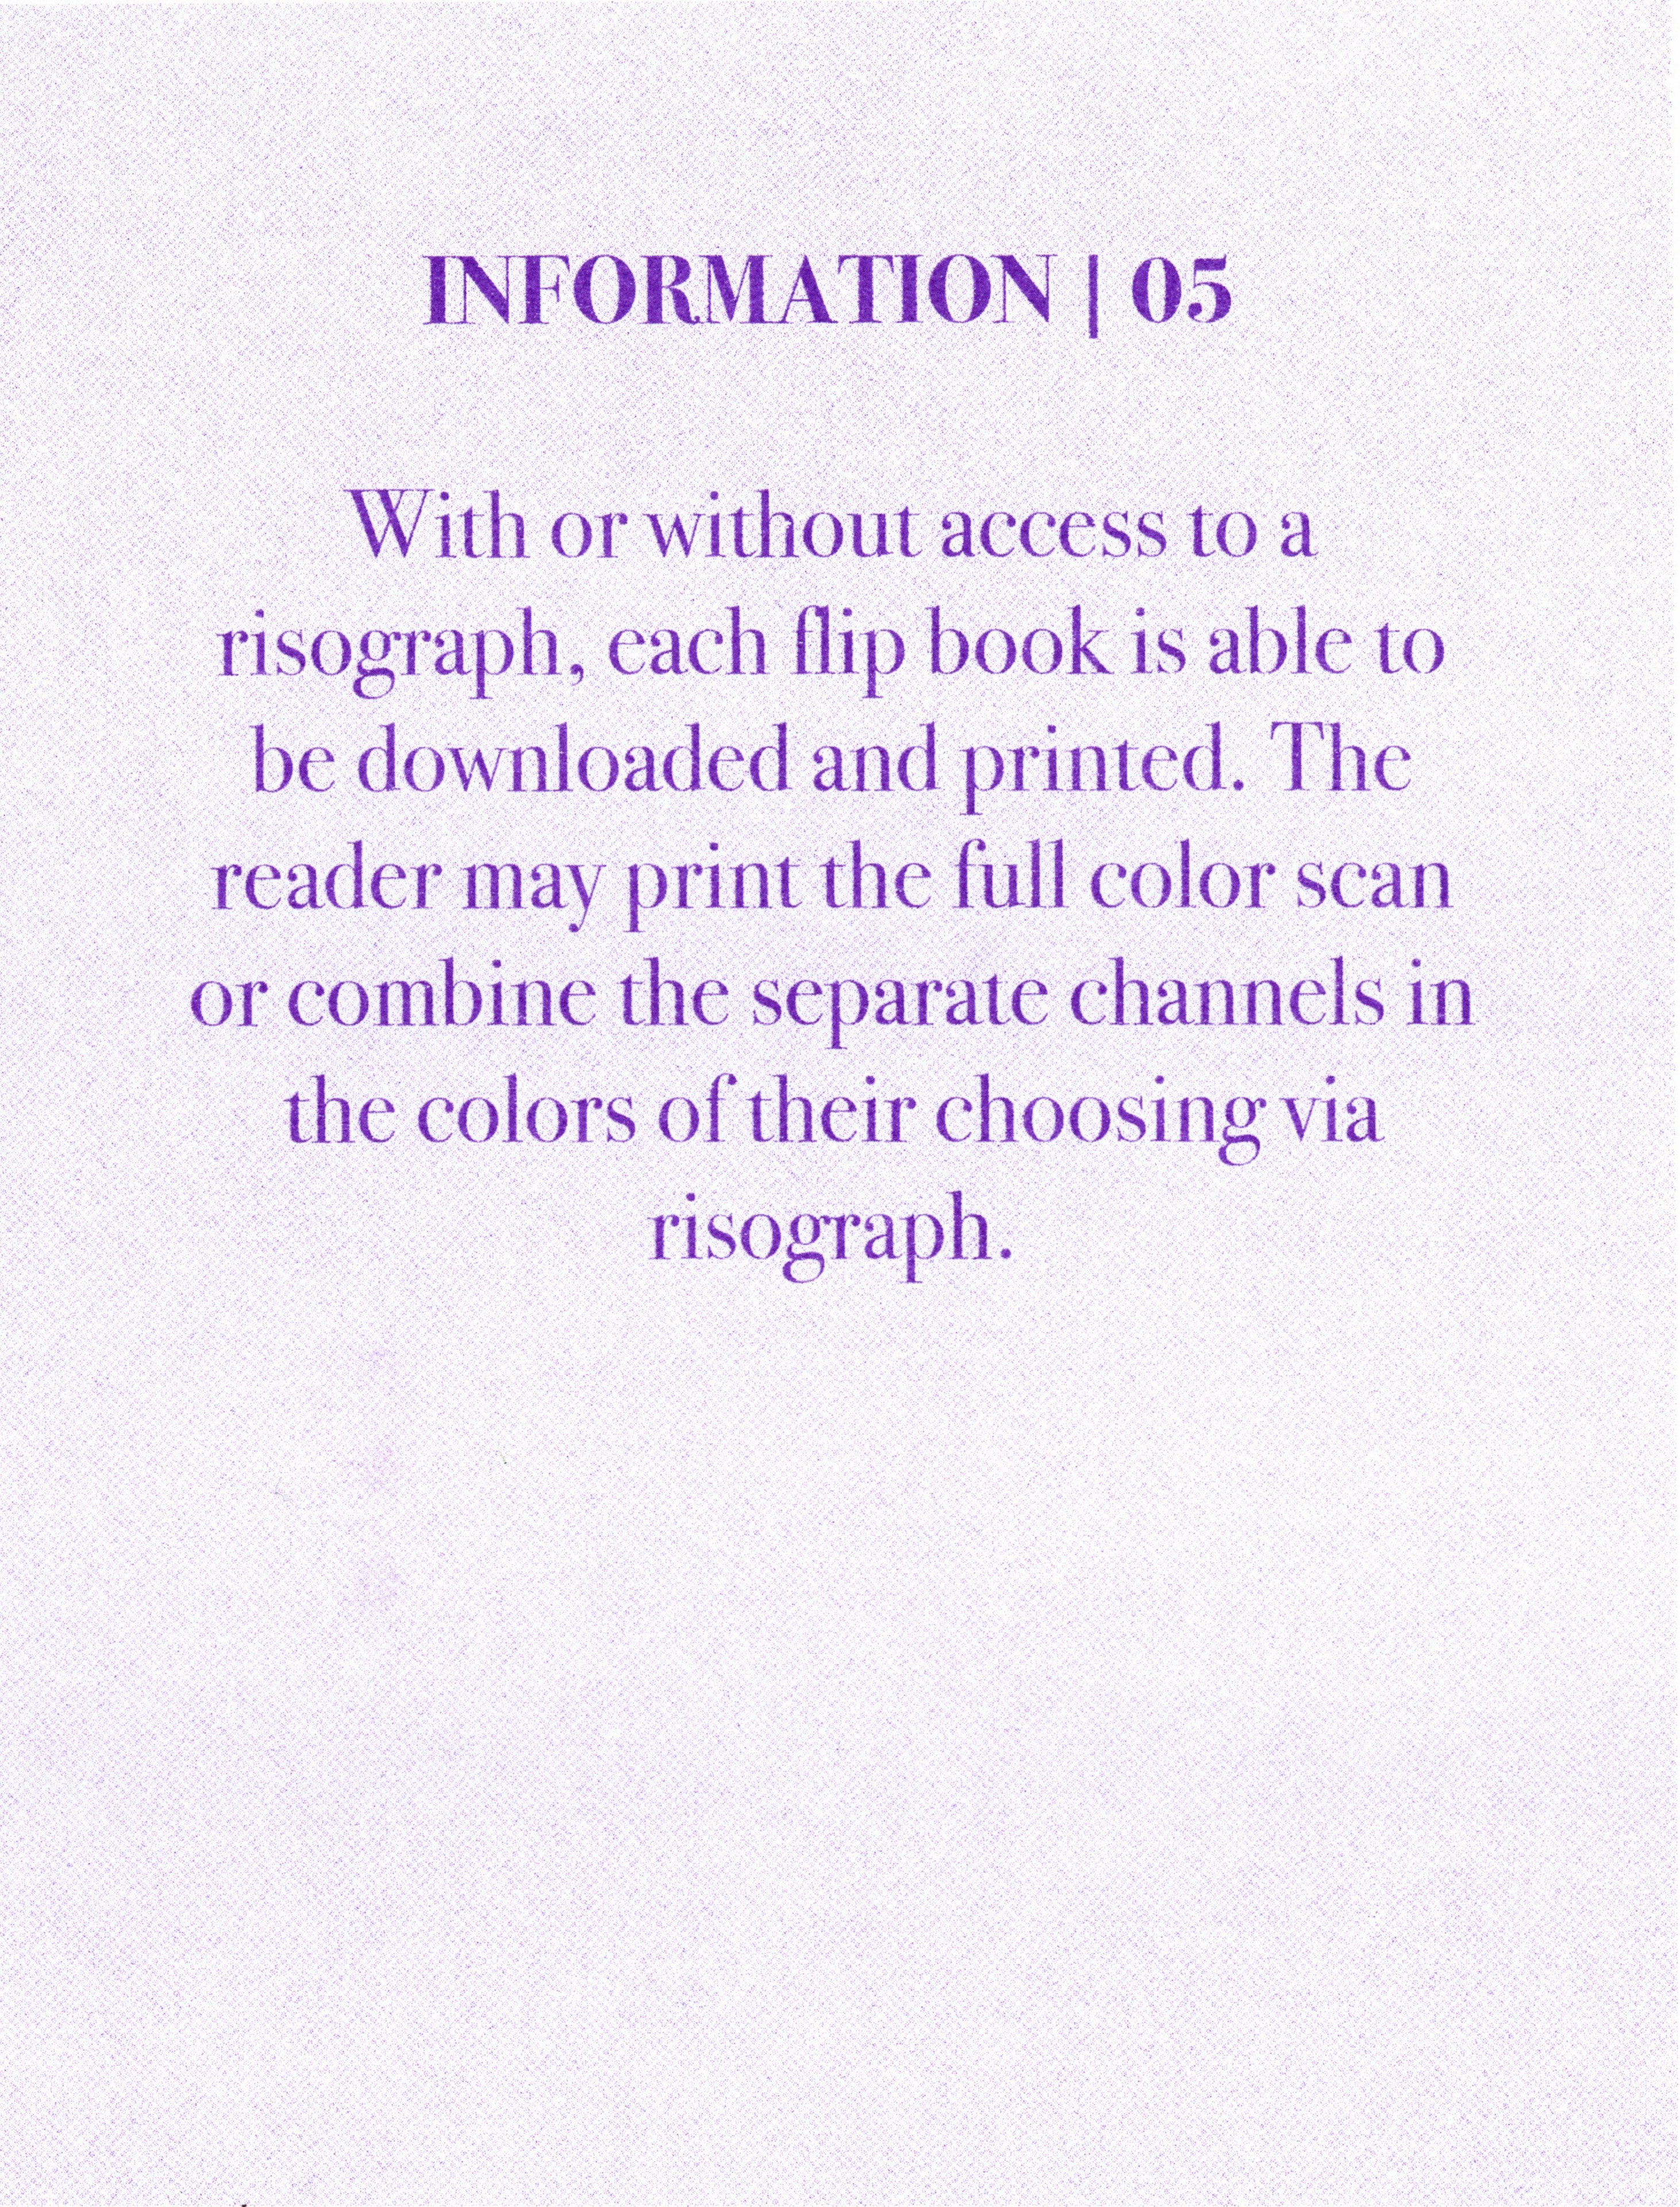 INFORMATION | 05
With or without access to a
risograph, each flip book is able to
be downloaded and printed. The
reader may print the full color scan
or combine the separate channels in
the colors of their choosing via
risograph.